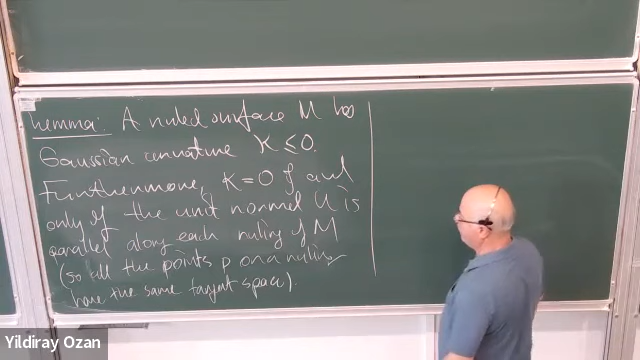 Lemma: A ruled surface M has
Gaussian curvature K ≤ 0.
Furthermore, K = 0 if and
only if the unit normal U is
parallel along each ruling of M
(so all the points p on a ruling
have the same tangent space).
Yildiray Ozan